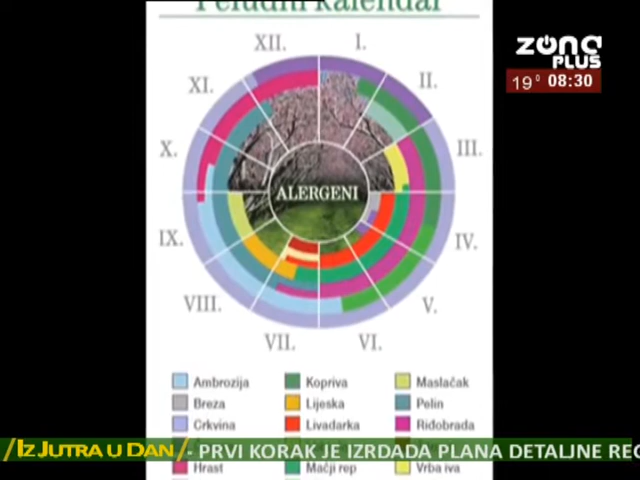 Peludni kalendar
zona
PLUS
19° 08:30
XII. I.
XI. II.
X. III.
ALERGENI
IX. IV.
VIII. V.
VII. VI.
Ambrozija Kopriva Maslačak
Breza Lijeska Pelin
Crkvina Livadarka Riđobrada
IZ JUTRA U DAN - PRVI KORAK JE IZRDADA PLANA DETALJNE REG
Hrast Mačji rep Vrba iva